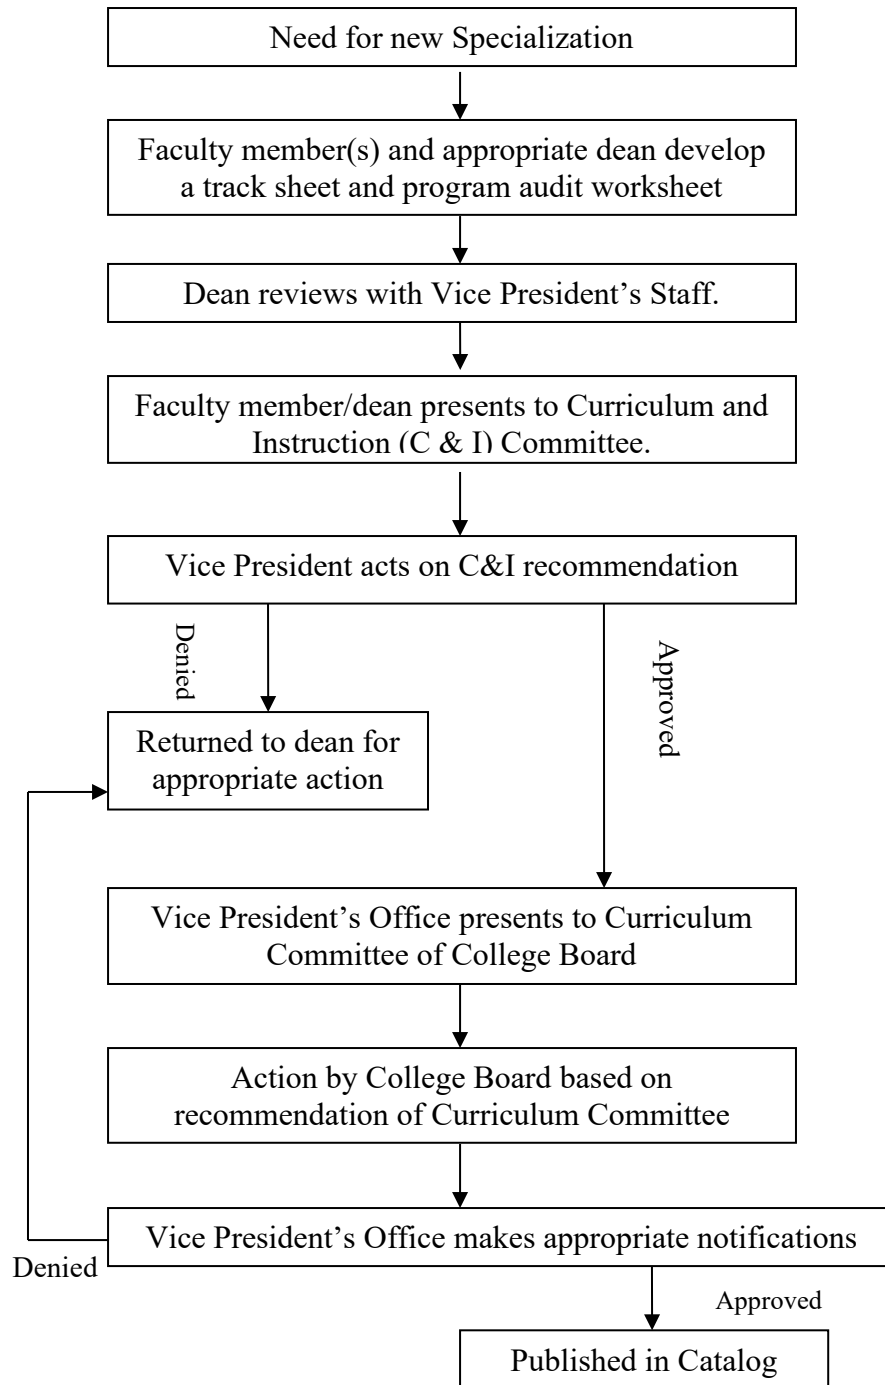 Need for new Specialization
Faculty member(s) and appropriate dean develop
a track sheet and program audit worksheet
Dean reviews with Vice President’s Staff.
Faculty member/dean presents to Curriculum and
Instruction (C & I) Committee.
Vice President acts on C&I recommendation
Denied
Approved
Returned to dean for
appropriate action
Vice President’s Office presents to Curriculum
Committee of College Board
Action by College Board based on
recommendation of Curriculum Committee
Vice President’s Office makes appropriate notifications
Denied
Approved
Published in Catalog